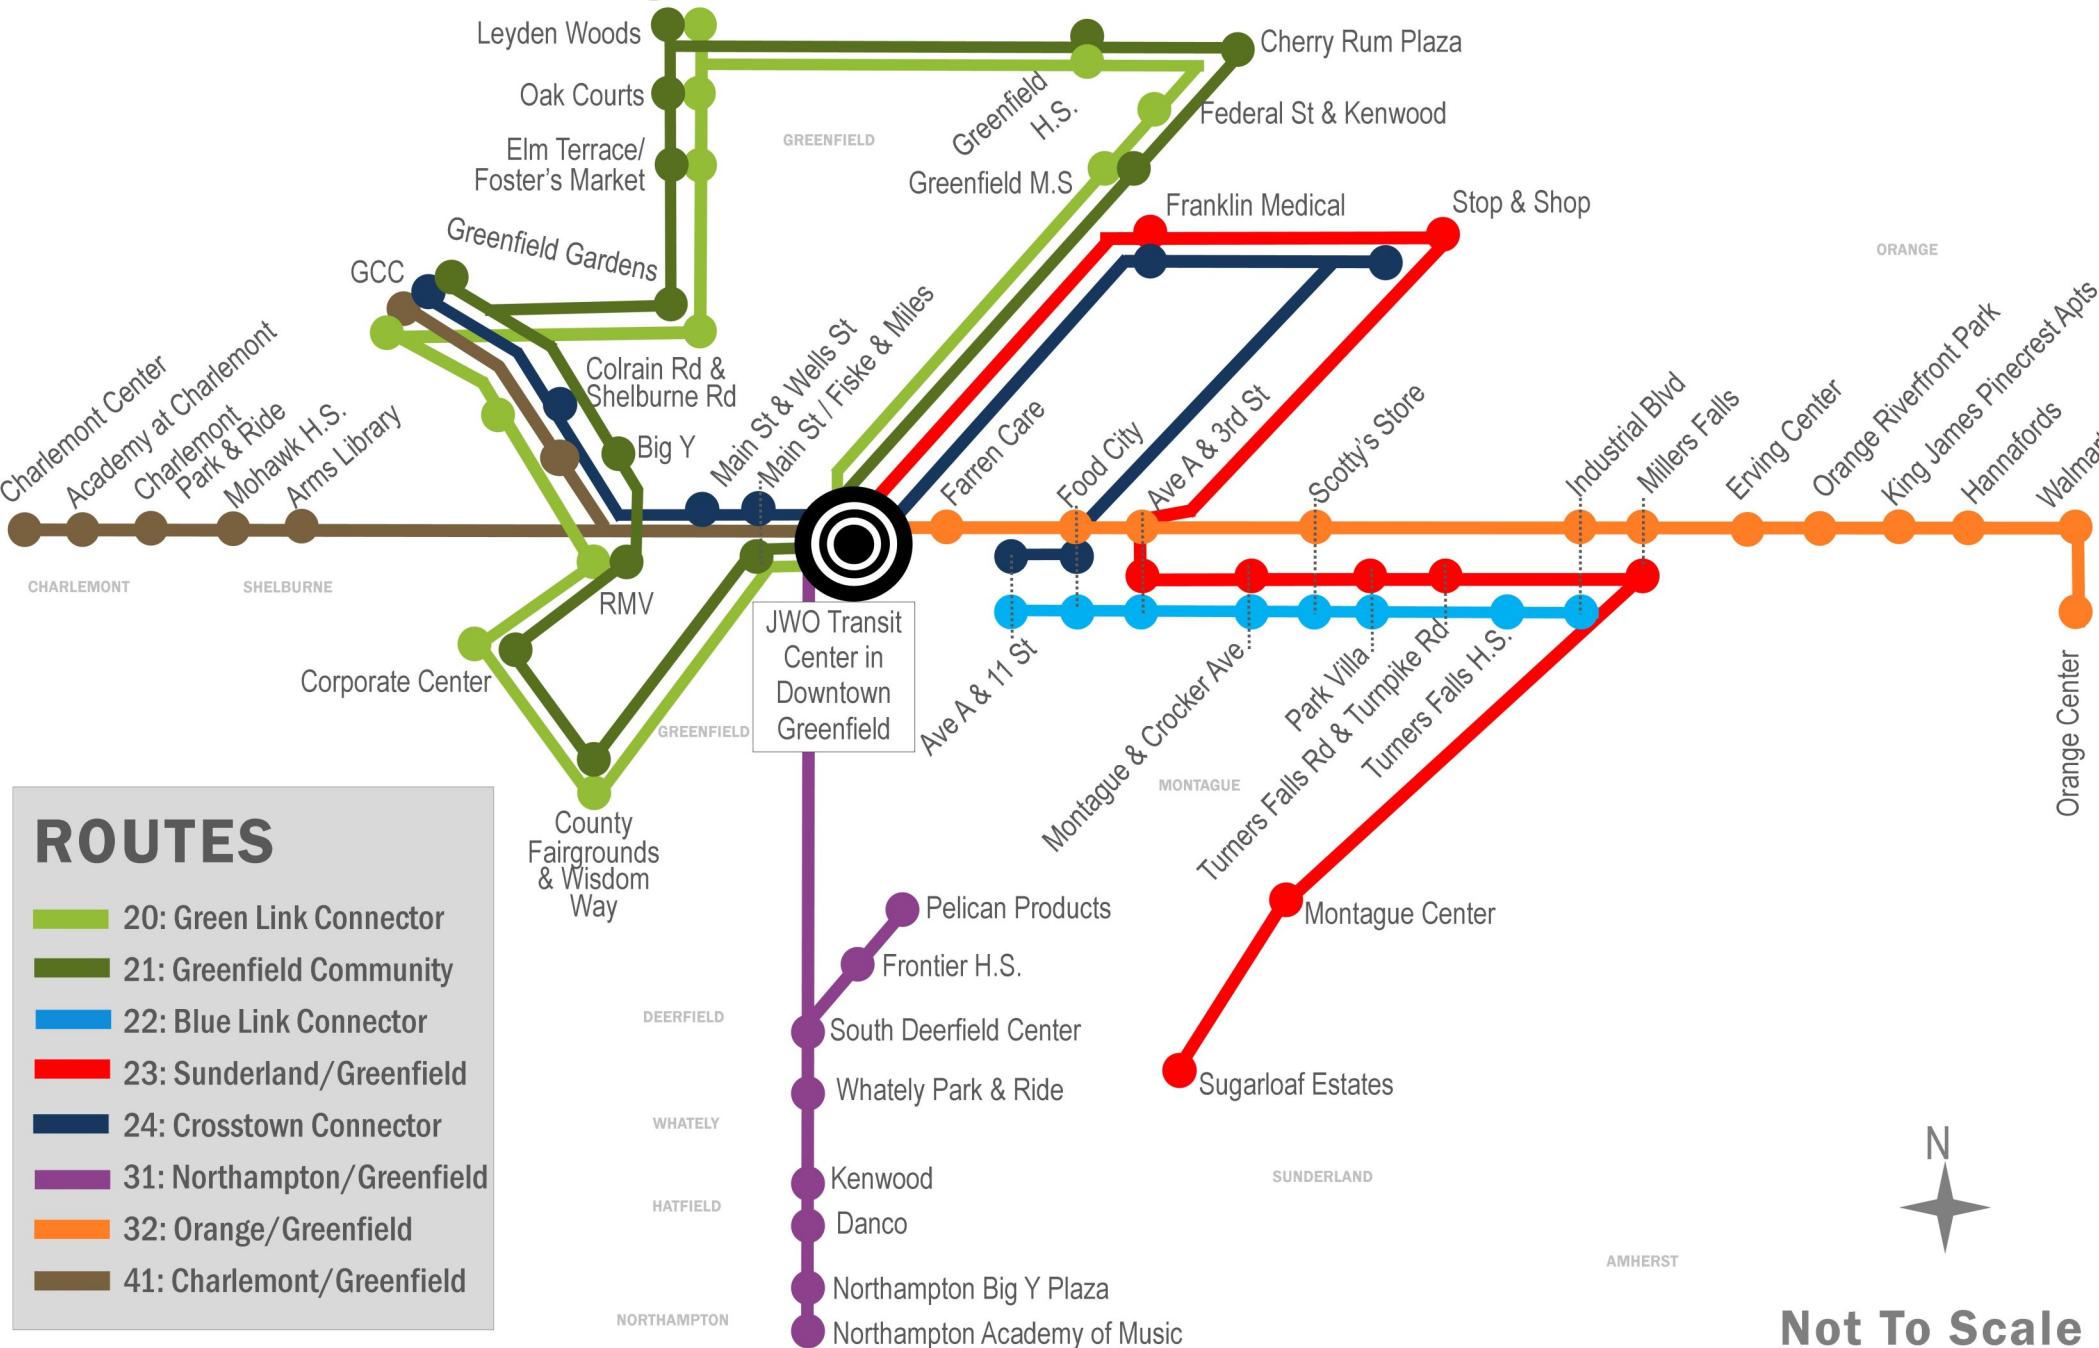 Leyden Woods
Cherry Rum Plaza
Oak Courts
Greenfield
H.S.
Federal St & Kenwood
GREENFIELD
Elm Terrace/
Foster's Market
Greenfield M.S
Franklin Medical
Stop & Shop
Greenfield Gardens
GCC
ORANGE
Colrain Rd &
Shelburne Rd
Big Y
Main St & Wells St
Main St / Fiske & Miles
Charlemont Center
Academy at Charlemont
Charlemont
Park & Ride
Mohawk H.S.
Arms Library
Farren Care
Food City
Ave A & 3rd St
Scotty's Store
Industrial Blvd
Millers Falls
Erving Center
Orange Riverfront Park
King James Pinecrest Apts
Hannafords
Walmart
CHARLEMONT
SHELBURNE
RMV
JWO Transit
Center in
Downtown
Greenfield
Corporate Center
GREENFIELD
Ave A & 11 St
Montague & Crocker Ave
Park Villa
Turners Falls Rd & Turnpike Rd
Turners Falls H.S.
Orange Center
MONTAGUE
County
Fairgrounds
& Wisdom
Way
ROUTES
20: Green Link Connector
21: Greenfield Community
22: Blue Link Connector
23: Sunderland/Greenfield
24: Crosstown Connector
31: Northampton/Greenfield
32: Orange/Greenfield
41: Charlemont/Greenfield
Pelican Products
Frontier H.S.
Montague Center
DEERFIELD
South Deerfield Center
Whately Park & Ride
Sugarloaf Estates
WHATELY
Kenwood
SUNDERLAND
HATFIELD
Danco
AMHERST
Northampton Big Y Plaza
NORTHAMPTON
Northampton Academy of Music
N
Not To Scale